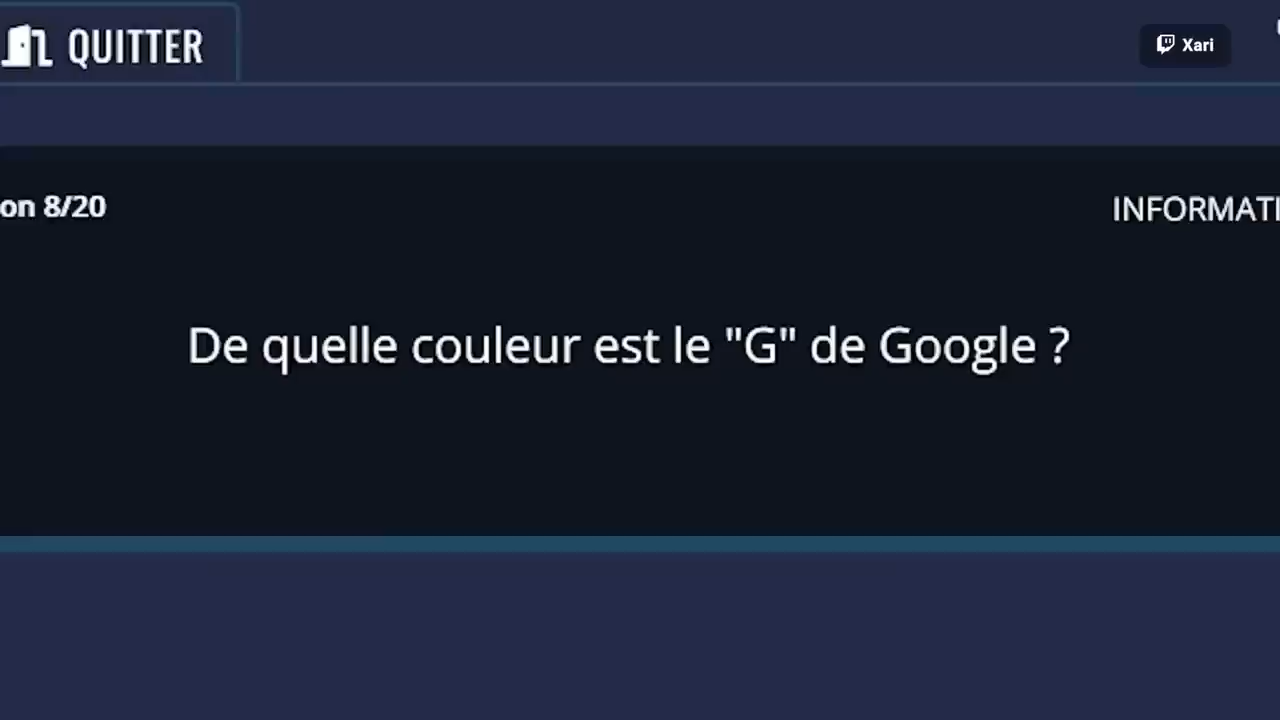 QUITTER
Xari
on 8/20
INFORMATI
De quelle couleur est le "G" de Google ?